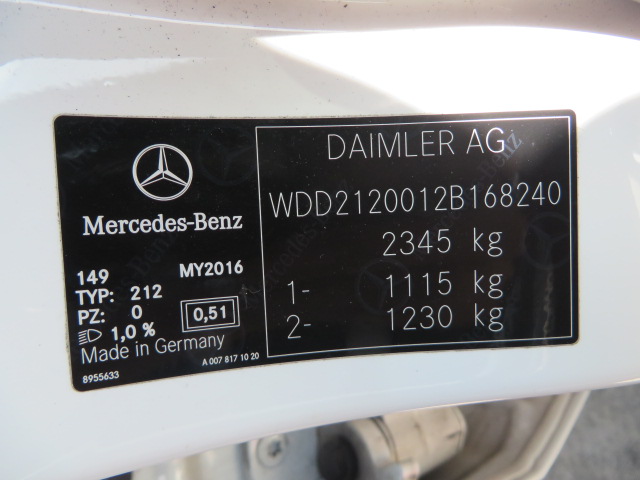 Mercedes-Benz
149 MY2016
TYP: 212
PZ: 0
1,0 % 0,51
Made in Germany
8955633 A 007 817 10 20
DAIMLER AG
WDD2120012B168240
2345 kg
1- 1115 kg
2- 1230 kg